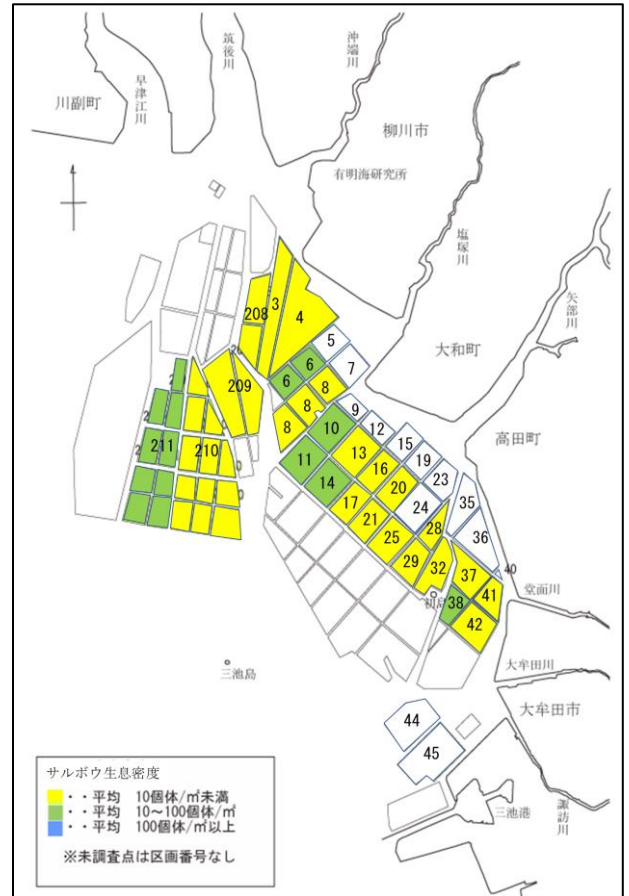 川副町
早津江川
筑後川
沖端川
柳川市
有明海研究所
塩塚川
大和町
矢部川
高田町
208
3
4
5
6
6
7
8
8
8
209
211
210
9
10
11
12
13
14
15
16
17
19
20
21
23
24
25
28
29
32
35
36
37
38
40
41
42
初島
堂面川
三池島
大牟田川
大牟田市
44
45
三池港
諏訪川
サルボウ生息密度
・・平均 10個体/㎡未満
・・平均 10~100個体/㎡
・・平均 100個体/㎡以上
※未調査点は区画番号なし